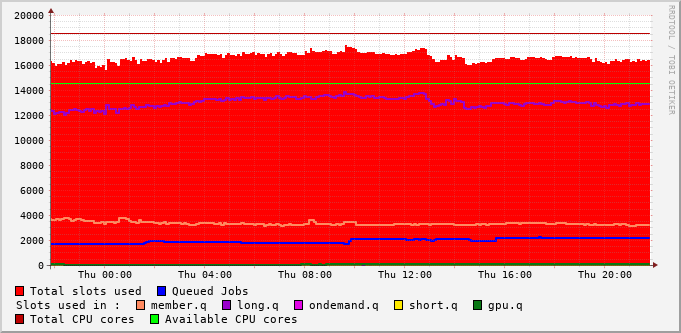 RRDTOOL / TOBI OETIKER
20000
18000
16000
14000
12000
10000
8000
6000
4000
2000
0
Thu 00:00 Thu 04:00 Thu 08:00 Thu 12:00 Thu 16:00 Thu 20:00
Total slots used Queued Jobs
Slots used in : member.q long.q ondemand.q short.q gpu.q
Total CPU cores Available CPU cores